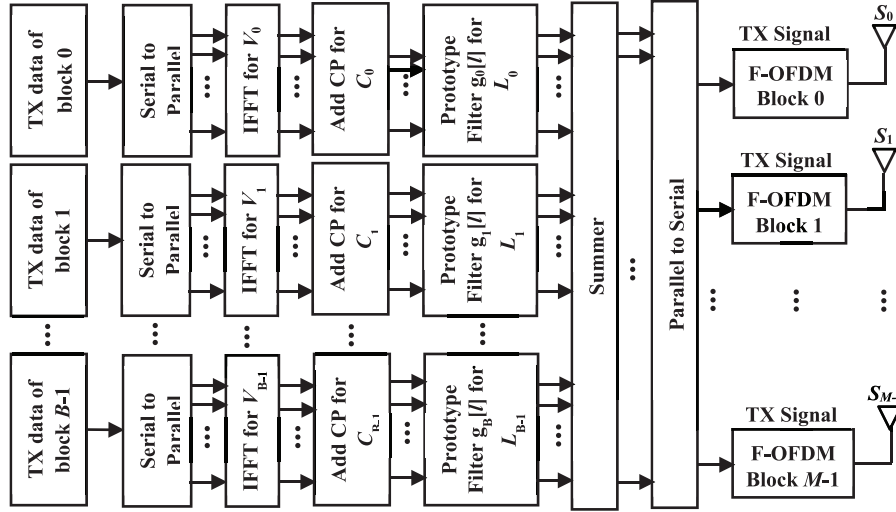 TX data of
block 0
Serial to
Parallel
IFFT for V0
Add CP for
C0
Prototype
Filter g0[l] for
L0
TX data of
block 1
Serial to
Parallel
IFFT for V1
Add CP for
C1
Prototype
Filter g1[l] for
L1
TX data of
block B-1
Serial to
Parallel
IFFT for VB-1
Add CP for
CB-1
Prototype
Filter gB[l] for
LB-1
Summer
Parallel to Serial
S0
TX Signal
F-OFDM
Block 0
S1
TX Signal
F-OFDM
Block 1
SM-
TX Signal
F-OFDM
Block M-1